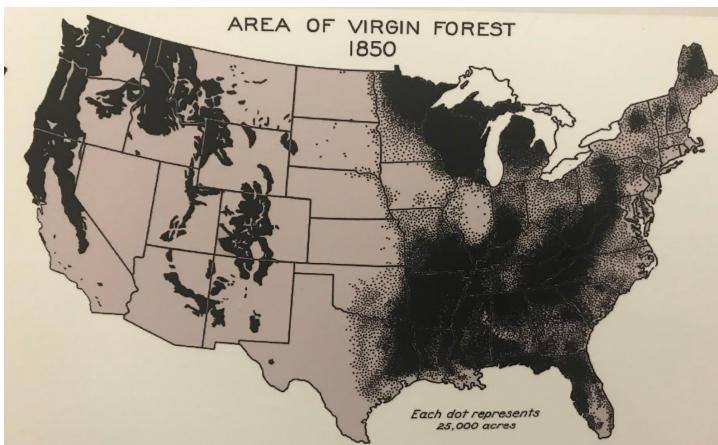 AREA OF VIRGIN FOREST
1850
Each dot represents
25,000 acres